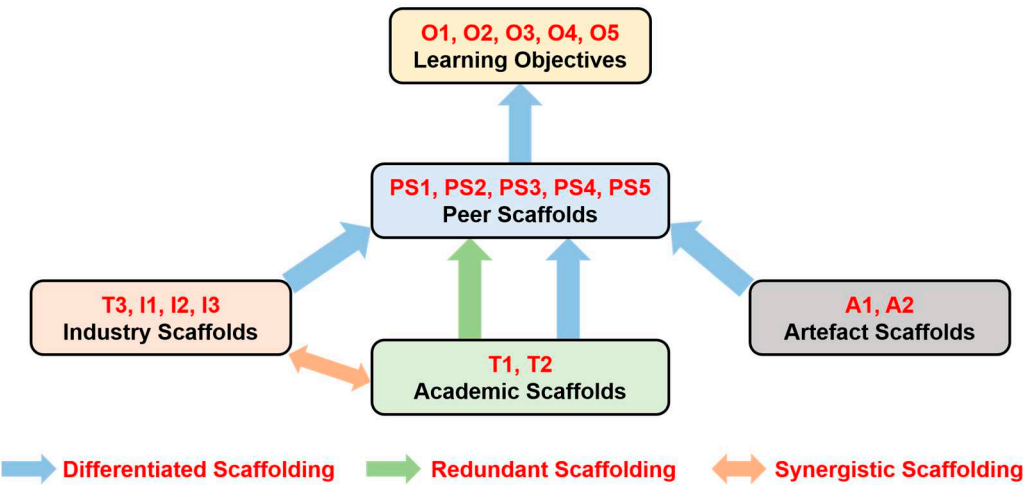 O1, O2, O3, O4, O5
Learning Objectives
PS1, PS2, PS3, PS4, PS5
Peer Scaffolds
T3, I1, I2, I3
Industry Scaffolds
A1, A2
Artefact Scaffolds
T1, T2
Academic Scaffolds
Differentiated Scaffolding
Redundant Scaffolding
Synergistic Scaffolding